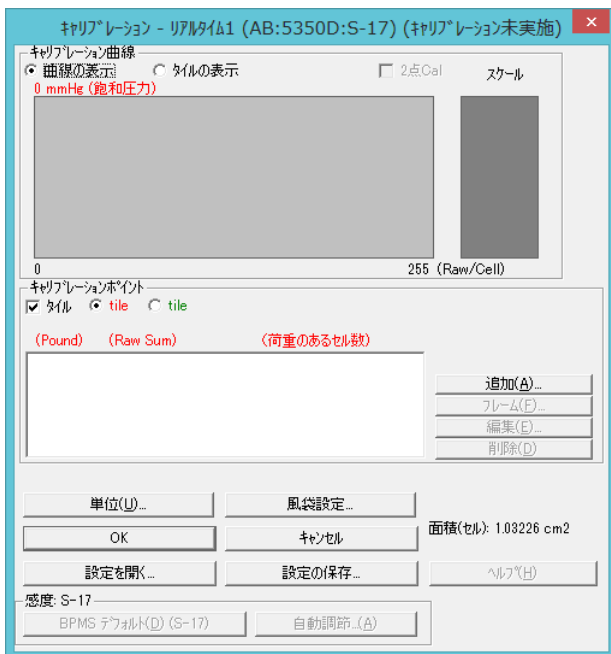 ｷｬﾘﾌﾞﾚｰｼｮﾝ - ﾘｱﾙﾀｲﾑ1 (AB:5350D:S-17) (ｷｬﾘﾌﾞﾚｰｼｮﾝ未実施)
ｷｬﾘﾌﾞﾚｰｼｮﾝ曲線
曲線の表示 ﾀｲﾙの表示 2点Cal スケール
0 mmHg (飽和圧力)
0 255 (Raw/Cell)
ｷｬﾘﾌﾞﾚｰｼｮﾝﾎﾟｲﾝﾄ
ﾀｲﾙ tile tile
(Pound) (Raw Sum) (荷重のあるセル数)
追加(A)...
フレーム(F)...
編集(E)...
削除(D)
単位(U)... 風袋設定...
OK ｷｬﾝｾﾙ 面積(セル): 1.03226 cm2
設定を開く... 設定の保存... ﾍﾙﾌﾟ(H)
感度: S-17
BPMS ﾃﾞﾌｫﾙﾄ(D) (S-17) 自動調節...(A)